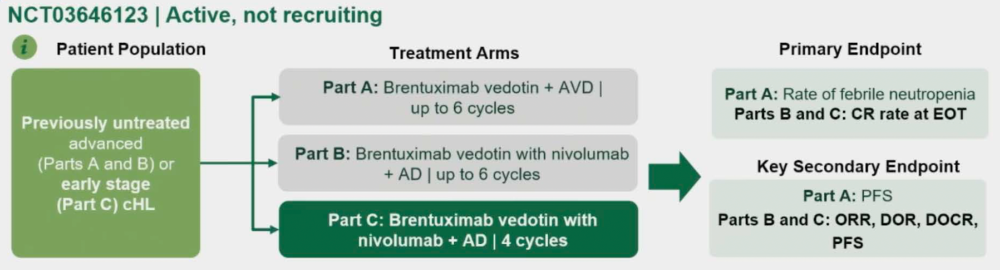 NCT03646123 | Active, not recruiting
i
Patient Population
Previously untreated
advanced
(Parts A and B) or
early stage
(Part C) cHL
Treatment Arms
Part A: Brentuximab vedotin + AVD |
up to 6 cycles
Part B: Brentuximab vedotin with nivolumab
+ AD | up to 6 cycles
Part C: Brentuximab vedotin with
nivolumab + AD | 4 cycles
Primary Endpoint
Part A: Rate of febrile neutropenia
Parts B and C: CR rate at EOT
Key Secondary Endpoint
Part A: PFS
Parts B and C: ORR, DOR, DOCR,
PFS